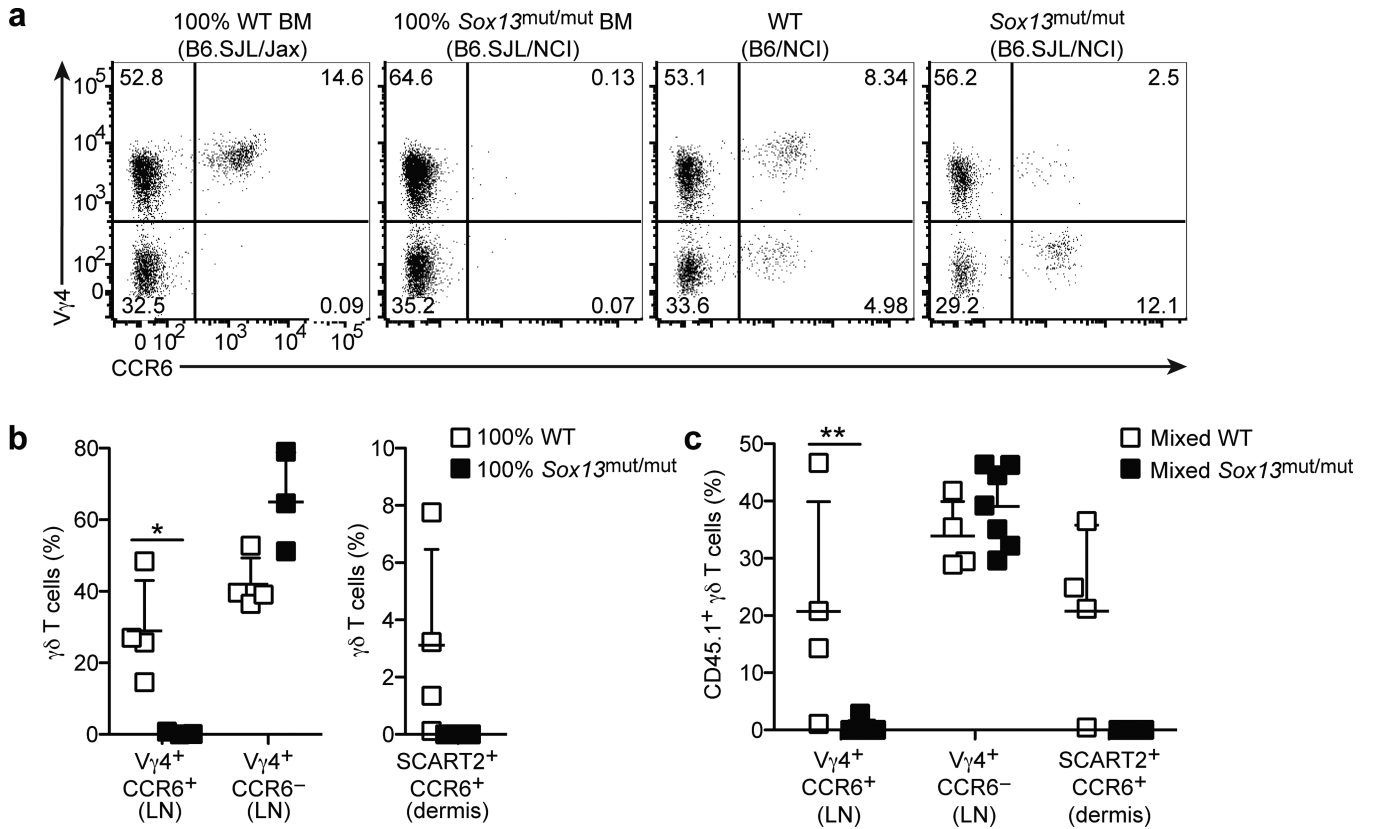 a
100% WT BM
(B6.SJL/Jax)
100% Sox13mut/mut BM
(B6.SJL/NCI)
WT
(B6/NCI)
Sox13mut/mut
(B6.SJL/NCI)
52.8 14.6 64.6 0.13 53.1 8.34 56.2 2.5
10^5
10^4
10^3
10^2
0
Vγ4
32.5 0.09 35.2 0.07 33.6 4.98 29.2 12.1
0 10^2 10^3 10^4 10^5
CCR6
b
80
60
40
20
0
γδ T cells (%)
*
Vγ4+
CCR6+
(LN)
Vγ4+
CCR6–
(LN)
10
8
6
4
2
0
γδ T cells (%)
100% WT
100% Sox13mut/mut
SCART2+
CCR6+
(dermis)
c
50
40
30
20
10
0
CD45.1+ γδ T cells (%)
**
Mixed WT
Mixed Sox13mut/mut
Vγ4+
CCR6+
(LN)
Vγ4+
CCR6–
(LN)
SCART2+
CCR6+
(dermis)